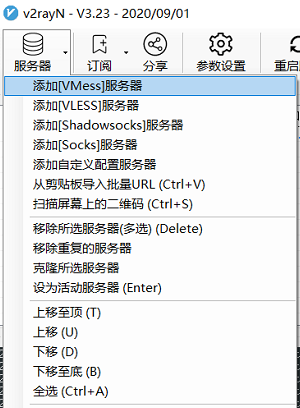 v2rayN - V3.23 - 2020/09/01
服务器 订阅 分享 参数设置
添加[VMess]服务器
添加[VLESS]服务器
添加[Shadowsocks]服务器
添加[Socks]服务器
添加自定义配置服务器
从剪贴板导入批量URL (Ctrl+V)
扫描屏幕上的二维码 (Ctrl+S)
移除所选服务器(多选) (Delete)
移除重复的服务器
克隆所选服务器
设为活动服务器 (Enter)
上移至顶 (T)
上移 (U)
下移 (D)
下移至底 (B)
全选 (Ctrl+A)